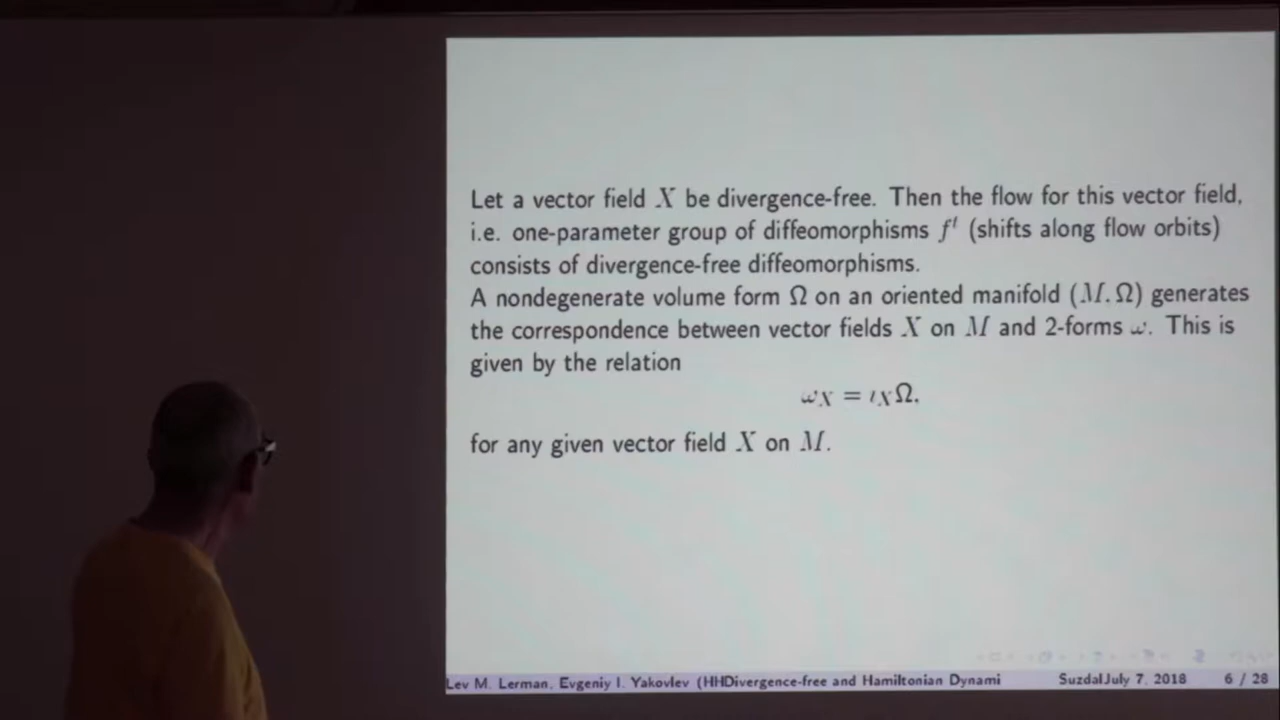 Let a vector field X be divergence-free. Then the flow for this vector field,
i.e. one-parameter group of diffeomorphisms fᵗ (shifts along flow orbits)
consists of divergence-free diffeomorphisms.
A nondegenerate volume form Ω on an oriented manifold (M, Ω) generates
the correspondence between vector fields X on M and 2-forms ω. This is
given by the relation
ω_X = ι_X Ω,
for any given vector field X on M.
Lev M. Lerman, Evgeniy I. Yakovlev (HHDivergence-free and Hamiltonian Dynami SuzdalJuly 7, 2018 6 / 28